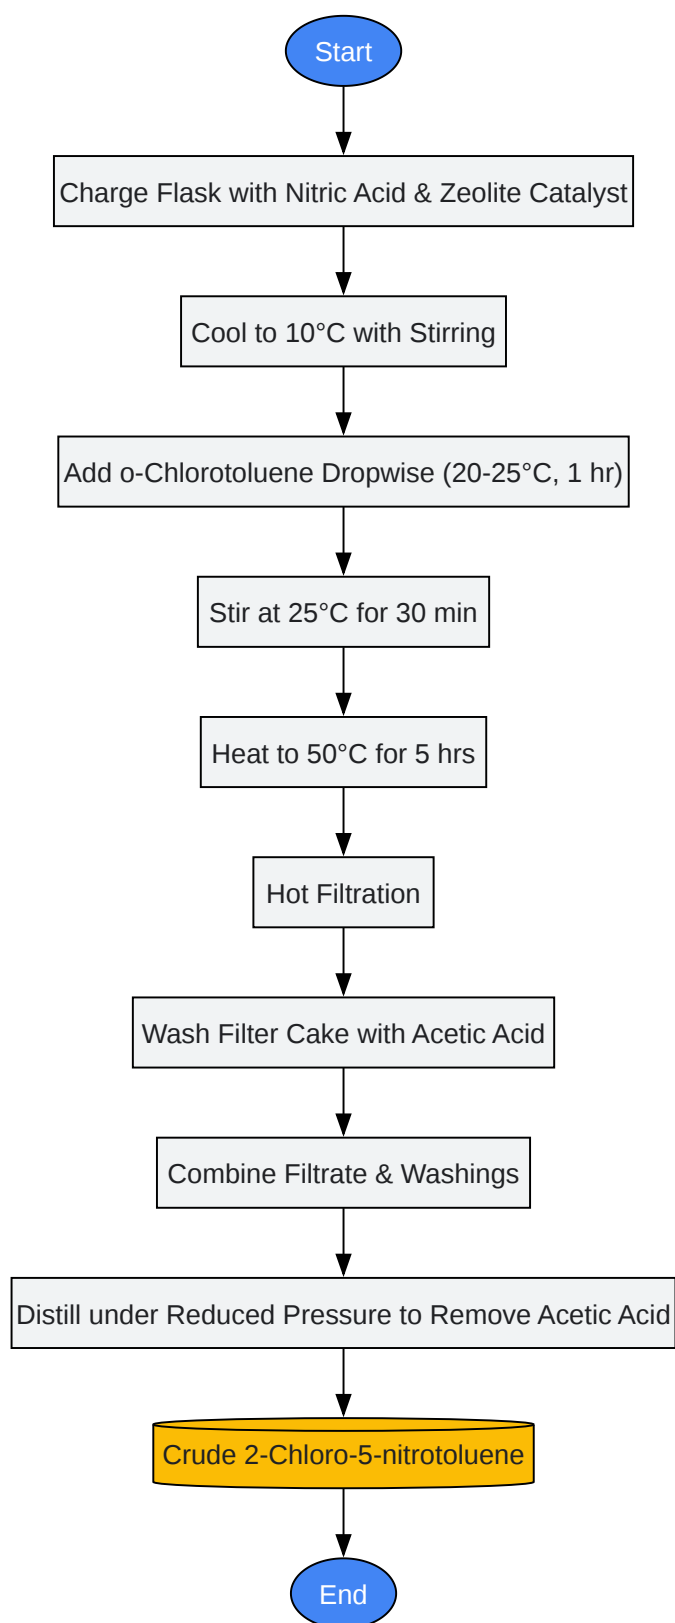 Start
Charge Flask with Nitric Acid & Zeolite Catalyst
Cool to 10°C with Stirring
Add o-Chlorotoluene Dropwise (20-25°C, 1 hr)
Stir at 25°C for 30 min
Heat to 50°C for 5 hrs
Hot Filtration
Wash Filter Cake with Acetic Acid
Combine Filtrate & Washings
Distill under Reduced Pressure to Remove Acetic Acid
Crude 2-Chloro-5-nitrotoluene
End